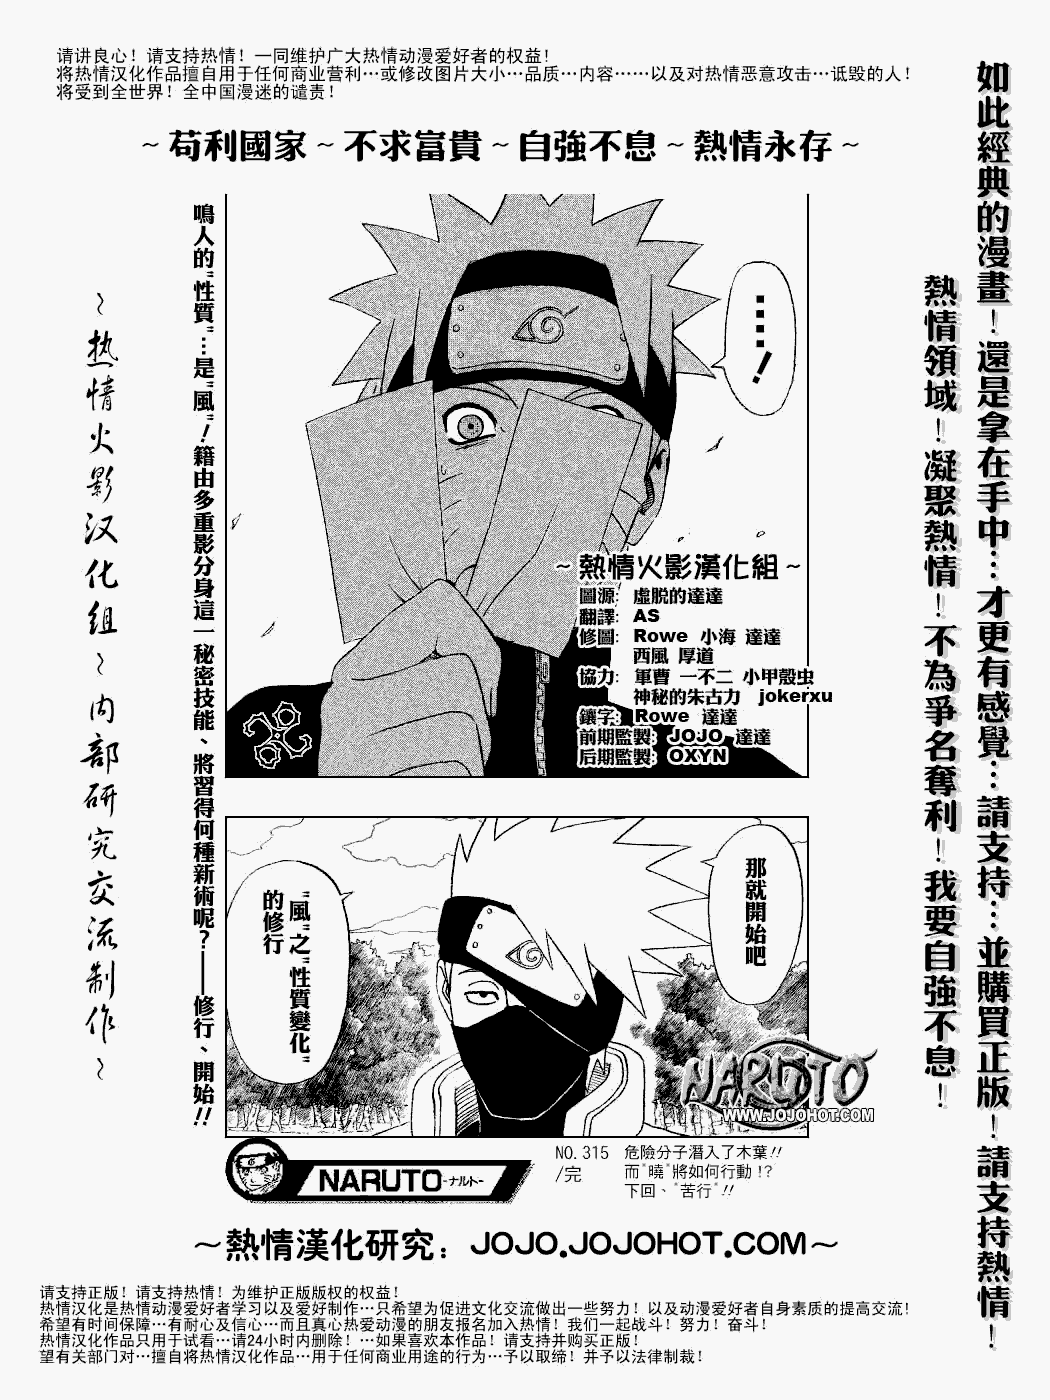 请讲良心！请支持热情！一同维护广大热情动漫爱好者的权益！
将热情汉化作品擅自用于任何商业营利…或修改图片大小…品质…内容……以及对热情恶意攻击…诋毁的人！
将受到全世界！全中国漫迷的谴责！
~苟利國家~不求富貴~自強不息~熱情永存~
如此經典的漫畫！還是拿在手中…才更有感覺…請支持…並購買正版！請支持熱情！
熱情領域！凝聚熱情！不為爭名奪利！我要自強不息！
……！
鳴人的"性質"…是"風"！籍由多重影分身這一秘密技能、將習得何種新術呢？——修行、開始!!
~热情火影汉化组~内部研究交流制作~
~熱情火影漢化組~
圖源：虛脱的達達
翻譯：AS
修圖：Rowe 小海 達達
西風 厚道
協力：軍曹 一不二 小甲殼虫
神秘的朱古力 jokerxu
鑲字：Rowe 達達
前期監製：JOJO 達達
后期監製：OXYN
那就開始吧
"風"之"性質變化"
的修行
NARUTO
WWW.JOJOHOT.COM
NARUTO-ナルト-
NO.315
/完
危險分子潛入了木葉!!
而"曉"將如何行動!?
下回、"苦行"!!
~熱情漢化研究：JOJO.JOJOHOT.COM~
请支持正版！请支持热情！为维护正版版权的权益！
热情汉化是热情动漫爱好者学习以及爱好制作…只希望为促进文化交流做出一些努力！以及动漫爱好者自身素质的提高交流！
希望有时间保障…有耐心及信心…而且真心热爱动漫的朋友报名加入热情！我们一起战斗！努力！奋斗！
热情汉化作品只用于试看…请24小时内删除！…如果喜欢本作品！请支持并购买正版！
望有关部门对…擅自将热情汉化作品…用于任何商业用途的行为…予以取缔！并予以法律制裁！